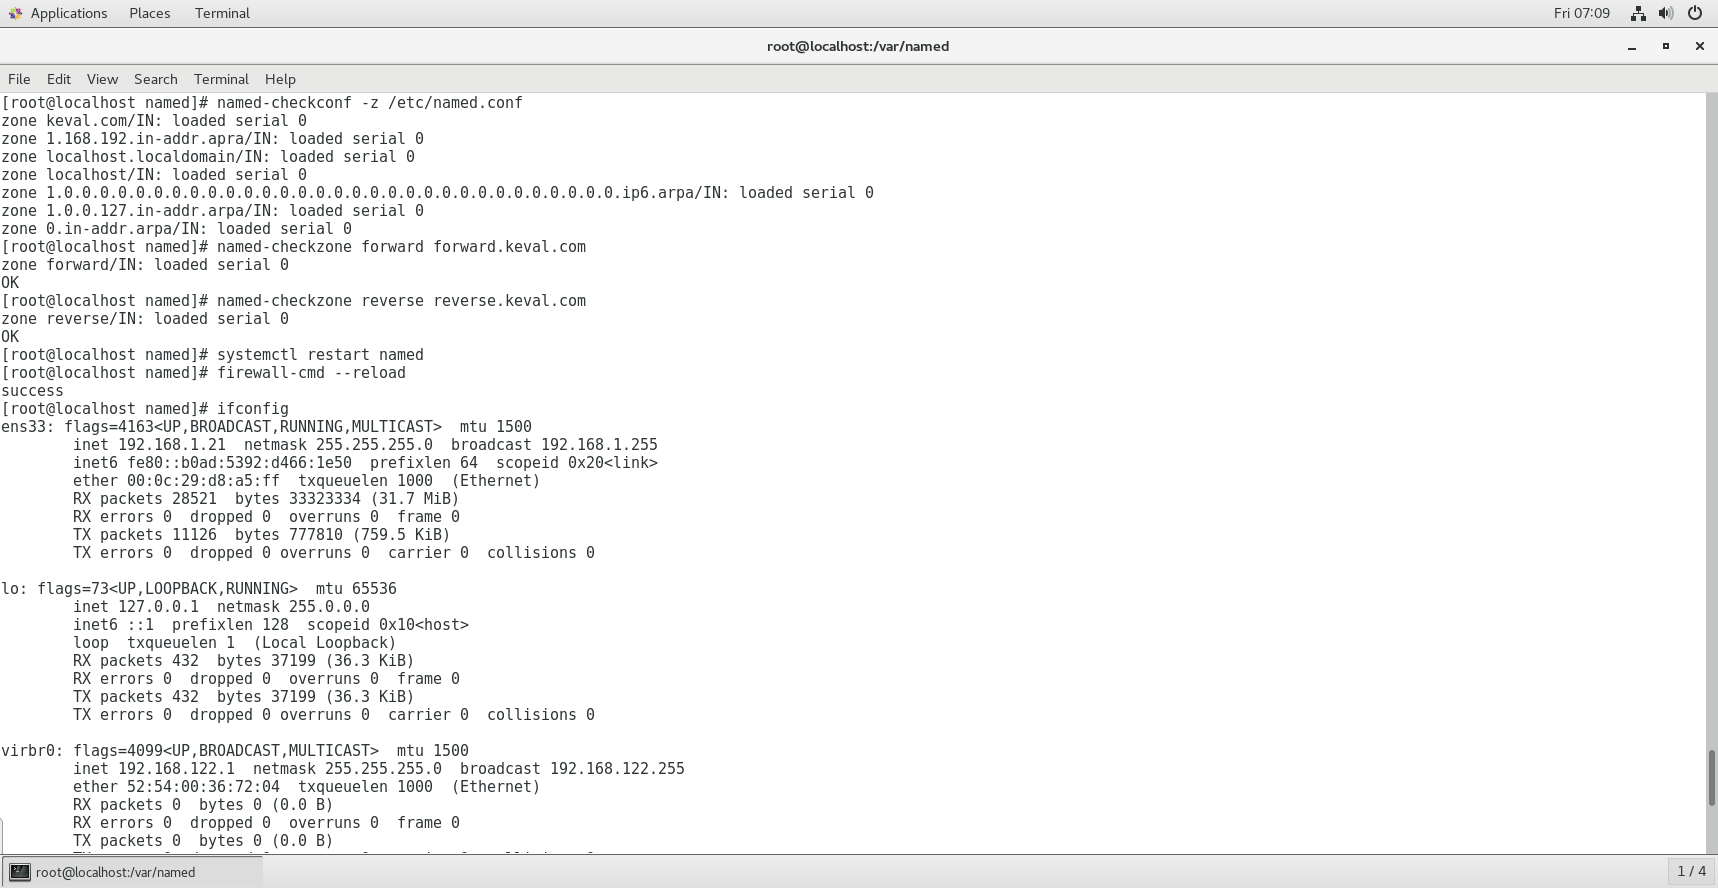 Applications Places Terminal Fri 07:09
root@localhost:/var/named
File Edit View Search Terminal Help
[root@localhost named]# named-checkconf -z /etc/named.conf
zone keval.com/IN: loaded serial 0
zone 1.168.192.in-addr.apra/IN: loaded serial 0
zone localhost.localdomain/IN: loaded serial 0
zone localhost/IN: loaded serial 0
zone 1.0.0.0.0.0.0.0.0.0.0.0.0.0.0.0.0.0.0.0.0.0.0.0.0.0.0.0.0.0.0.0.ip6.arpa/IN: loaded serial 0
zone 1.0.0.127.in-addr.arpa/IN: loaded serial 0
zone 0.in-addr.arpa/IN: loaded serial 0
[root@localhost named]# named-checkzone forward forward.keval.com
zone forward/IN: loaded serial 0
OK
[root@localhost named]# named-checkzone reverse reverse.keval.com
zone reverse/IN: loaded serial 0
OK
[root@localhost named]# systemctl restart named
[root@localhost named]# firewall-cmd --reload
success
[root@localhost named]# ifconfig
ens33: flags=4163<UP,BROADCAST,RUNNING,MULTICAST>  mtu 1500
        inet 192.168.1.21  netmask 255.255.255.0  broadcast 192.168.1.255
        inet6 fe80::b0ad:5392:d466:1e50  prefixlen 64  scopeid 0x20<link>
        ether 00:0c:29:d8:a5:ff  txqueuelen 1000  (Ethernet)
        RX packets 28521  bytes 33323334 (31.7 MiB)
        RX errors 0  dropped 0  overruns 0  frame 0
        TX packets 11126  bytes 777810 (759.5 KiB)
        TX errors 0  dropped 0 overruns 0  carrier 0  collisions 0
lo: flags=73<UP,LOOPBACK,RUNNING>  mtu 65536
        inet 127.0.0.1  netmask 255.0.0.0
        inet6 ::1  prefixlen 128  scopeid 0x10<host>
        loop  txqueuelen 1  (Local Loopback)
        RX packets 432  bytes 37199 (36.3 KiB)
        RX errors 0  dropped 0  overruns 0  frame 0
        TX packets 432  bytes 37199 (36.3 KiB)
        TX errors 0  dropped 0 overruns 0  carrier 0  collisions 0
virbr0: flags=4099<UP,BROADCAST,MULTICAST>  mtu 1500
        inet 192.168.122.1  netmask 255.255.255.0  broadcast 192.168.122.255
        ether 52:54:00:36:72:04  txqueuelen 1000  (Ethernet)
        RX packets 0  bytes 0 (0.0 B)
        RX errors 0  dropped 0  overruns 0  frame 0
        TX packets 0  bytes 0 (0.0 B)
root@localhost:/var/named 1 / 4